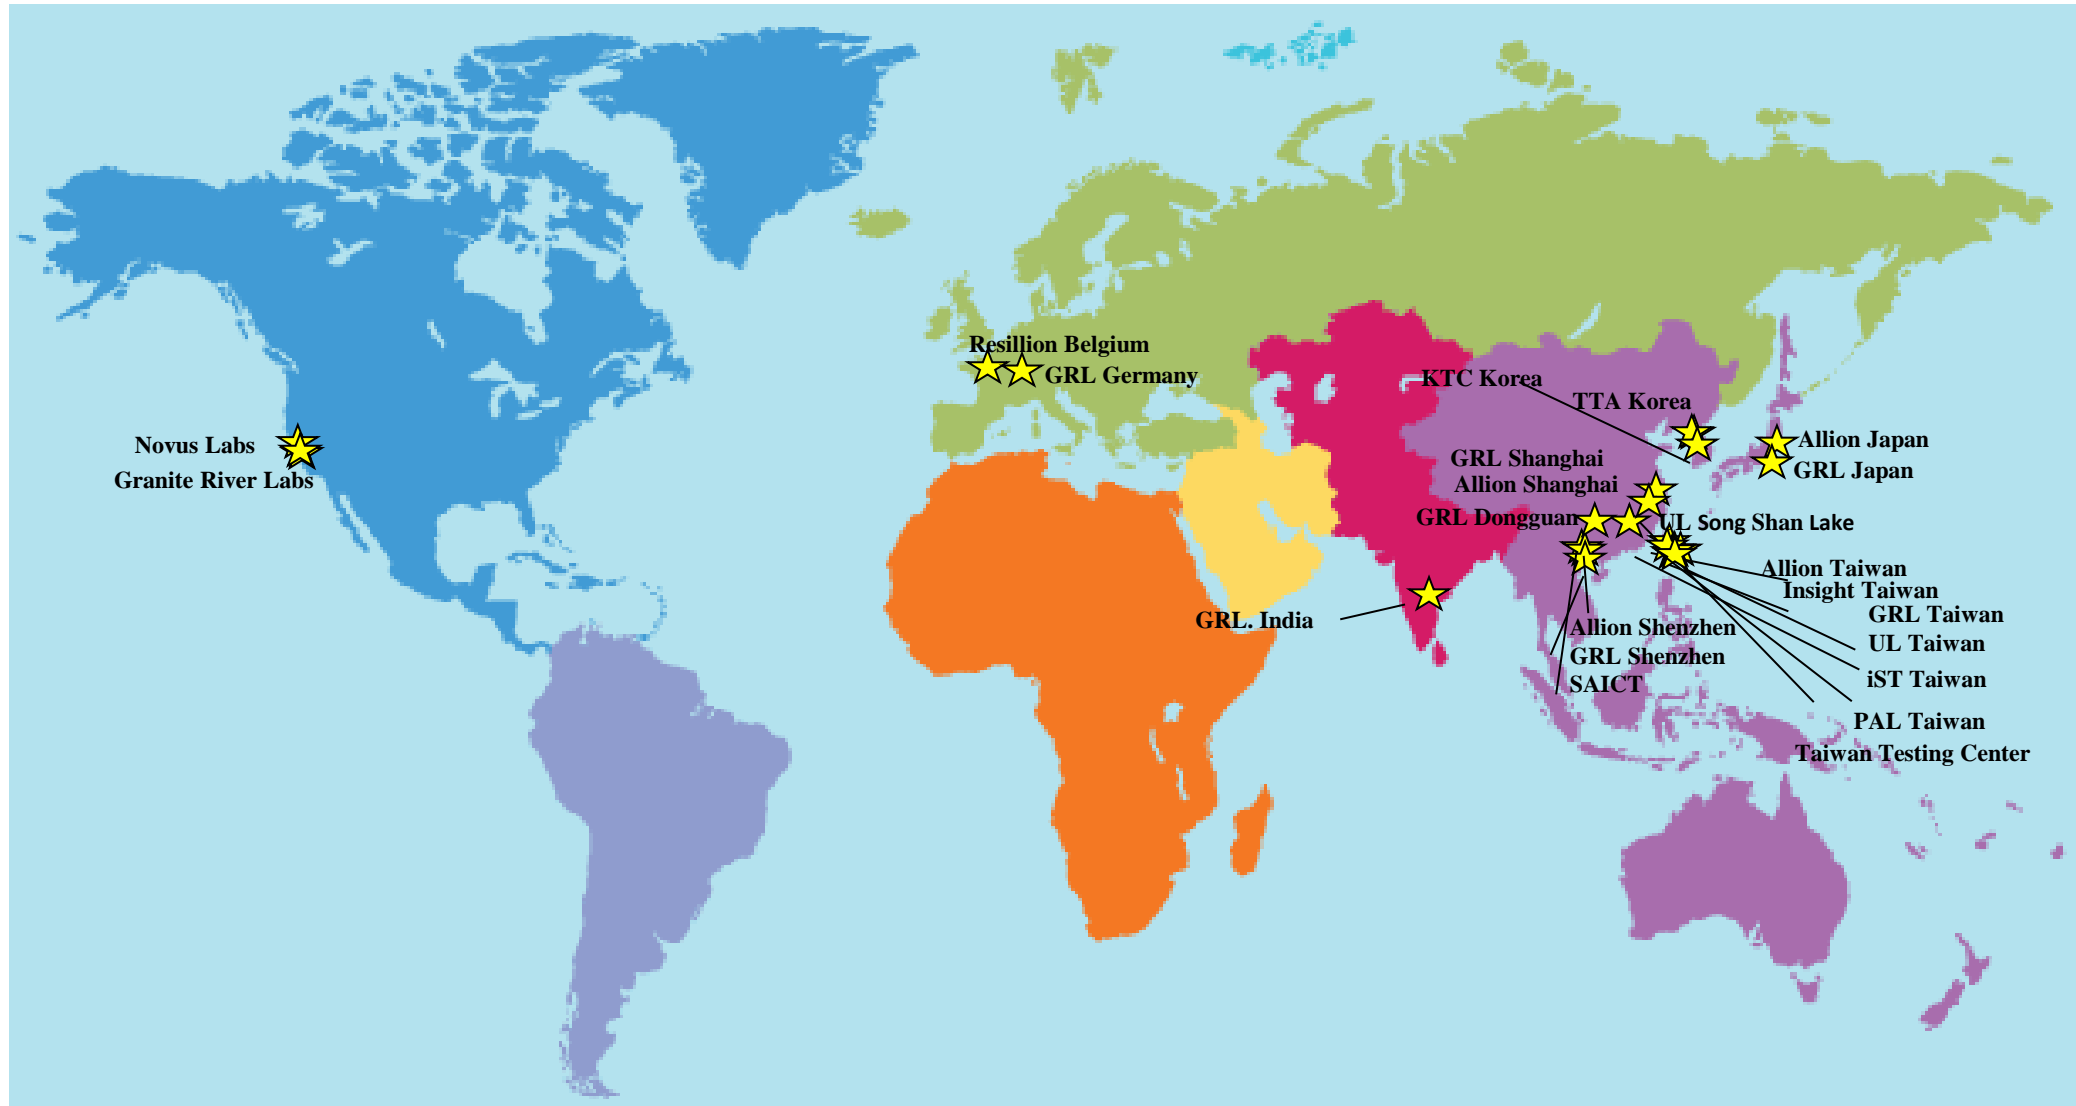 Resillion Belgium
GRL Germany
KTC Korea
TTA Korea
Novus Labs
Granite River Labs
Allion Japan
GRL Japan
GRL Shanghai
Allion Shanghai
GRL Dongguan
UL Song Shan Lake
Allion Taiwan
Insight Taiwan
GRL Taiwan
GRL. India
Allion Shenzhen
UL Taiwan
GRL Shenzhen
iST Taiwan
SAICT
PAL Taiwan
Taiwan Testing Center